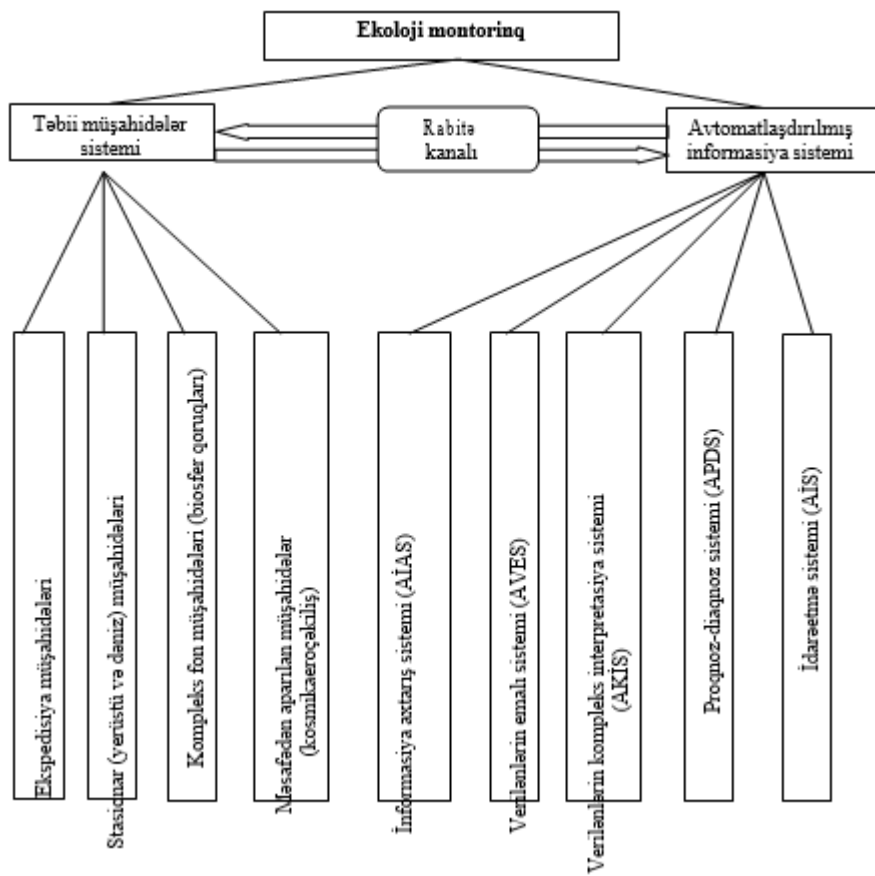 Ekoloji montorinq
Təbii müşahidələr
sistemi
Rabitə
kanalı
Avtomatlaşdırılmış
informasiya sistemi
Ekspedisiya müşahidələri
Stasionar (yerüstü və dəniz) müşahidələri
Kompleks fon müşahidələri (biosfer qoruqları)
Məsafədən aparılan müşahidələr
(kosmikaeroçəkiliş)
İnformasiya axtarış sistemi (AİAS)
Verilənlərin emalı sistemi (AVES)
Verilənlərin kompleks interpretasiya sistemi
(AKİS)
Proqnoz-diaqnoz sistemi (APDS)
İdarəetmə sistemi (AİS)